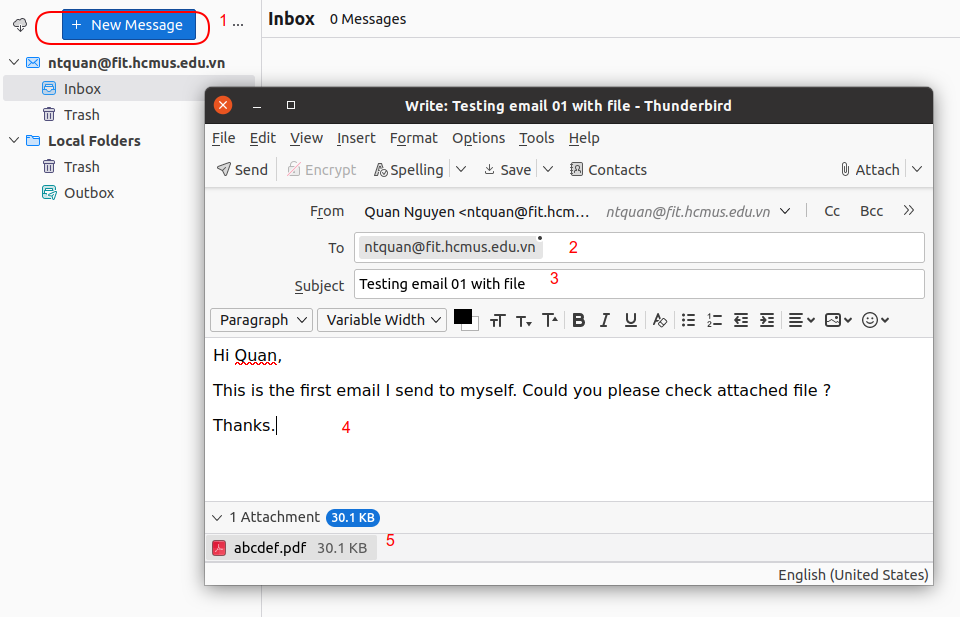 + New Message 1 ...
Inbox 0 Messages
ntquan@fit.hcmus.edu.vn
Inbox
Trash
Local Folders
Trash
Outbox
Write: Testing email 01 with file - Thunderbird
File Edit View Insert Format Options Tools Help
Send Encrypt Spelling Save Contacts Attach
From Quan Nguyen <ntquan@fit.hcm... ntquan@fit.hcmus.edu.vn Cc Bcc
To ntquan@fit.hcmus.edu.vn 2
Subject Testing email 01 with file 3
Paragraph Variable Width
Hi Quan,
This is the first email I send to myself. Could you please check attached file ?
Thanks. 4
1 Attachment 30.1 KB
abcdef.pdf 30.1 KB 5
English (United States)